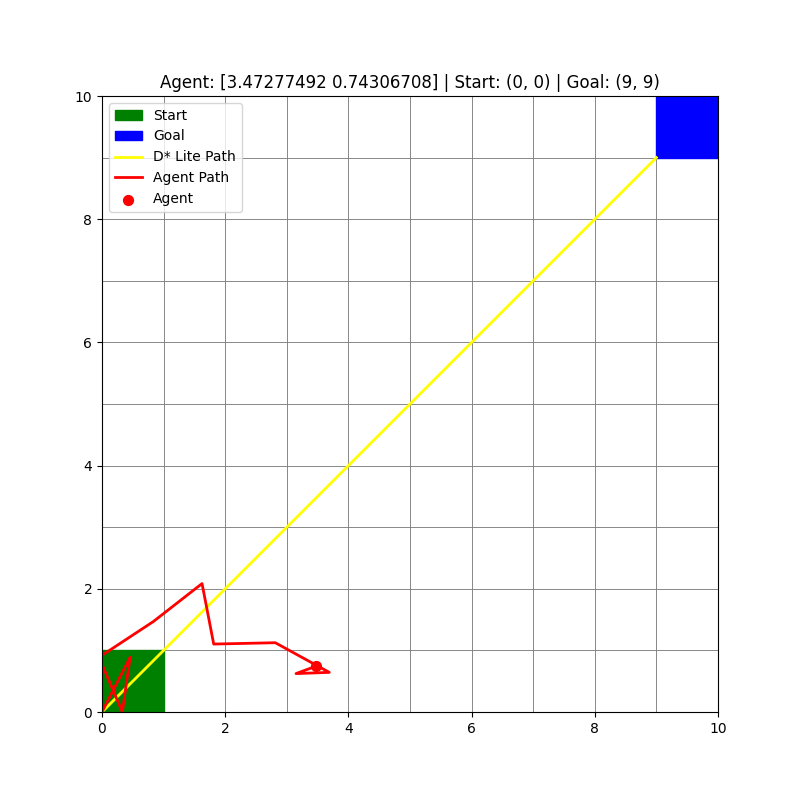 Agent: [3.47277492 0.74306708] | Start: (0, 0) | Goal: (9, 9)
10
Start
Goal
D* Lite Path
Agent Path
Agent
8
6
4
2
0
0 2 4 6 8 10